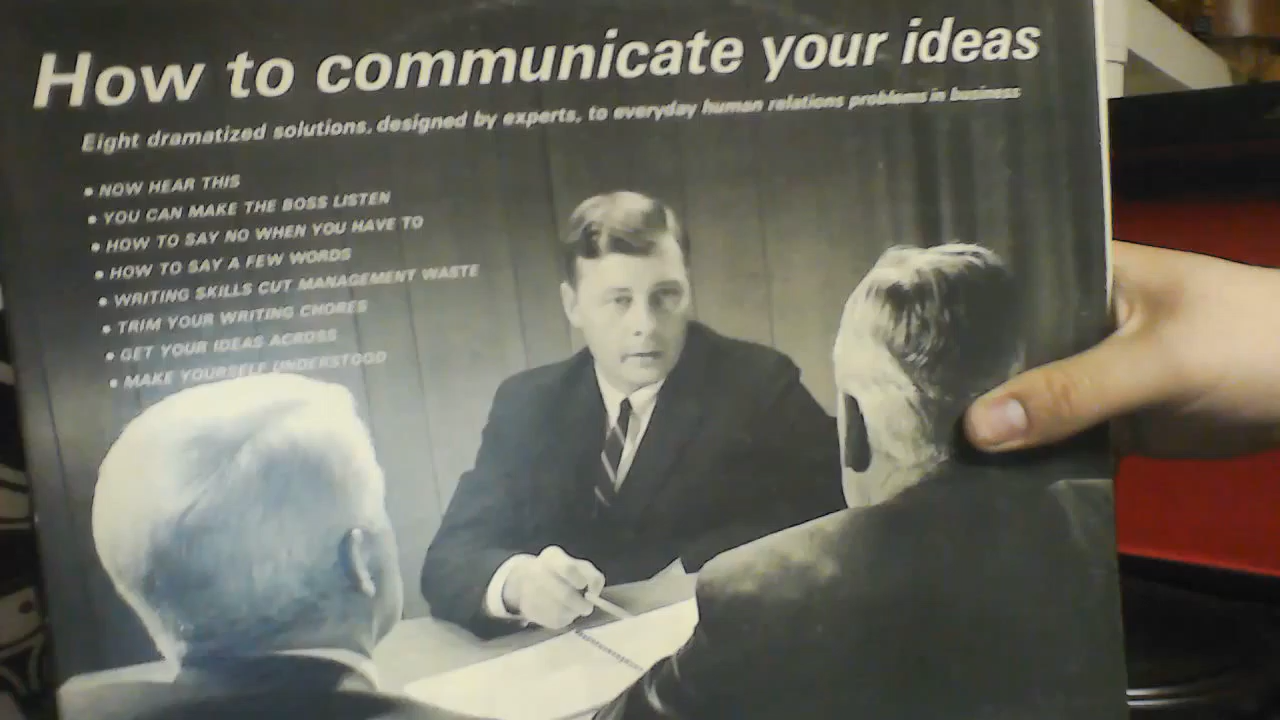 How to communicate your ideas
Eight dramatized solutions, designed by experts, to everyday human relations problems in business
• NOW HEAR THIS
• YOU CAN MAKE THE BOSS LISTEN
• HOW TO SAY NO WHEN YOU HAVE TO
• HOW TO SAY A FEW WORDS
• WRITING SKILLS CUT MANAGEMENT WASTE
• TRIM YOUR WRITING CHORES
• GET YOUR IDEAS ACROSS
• MAKE YOURSELF UNDERSTOOD